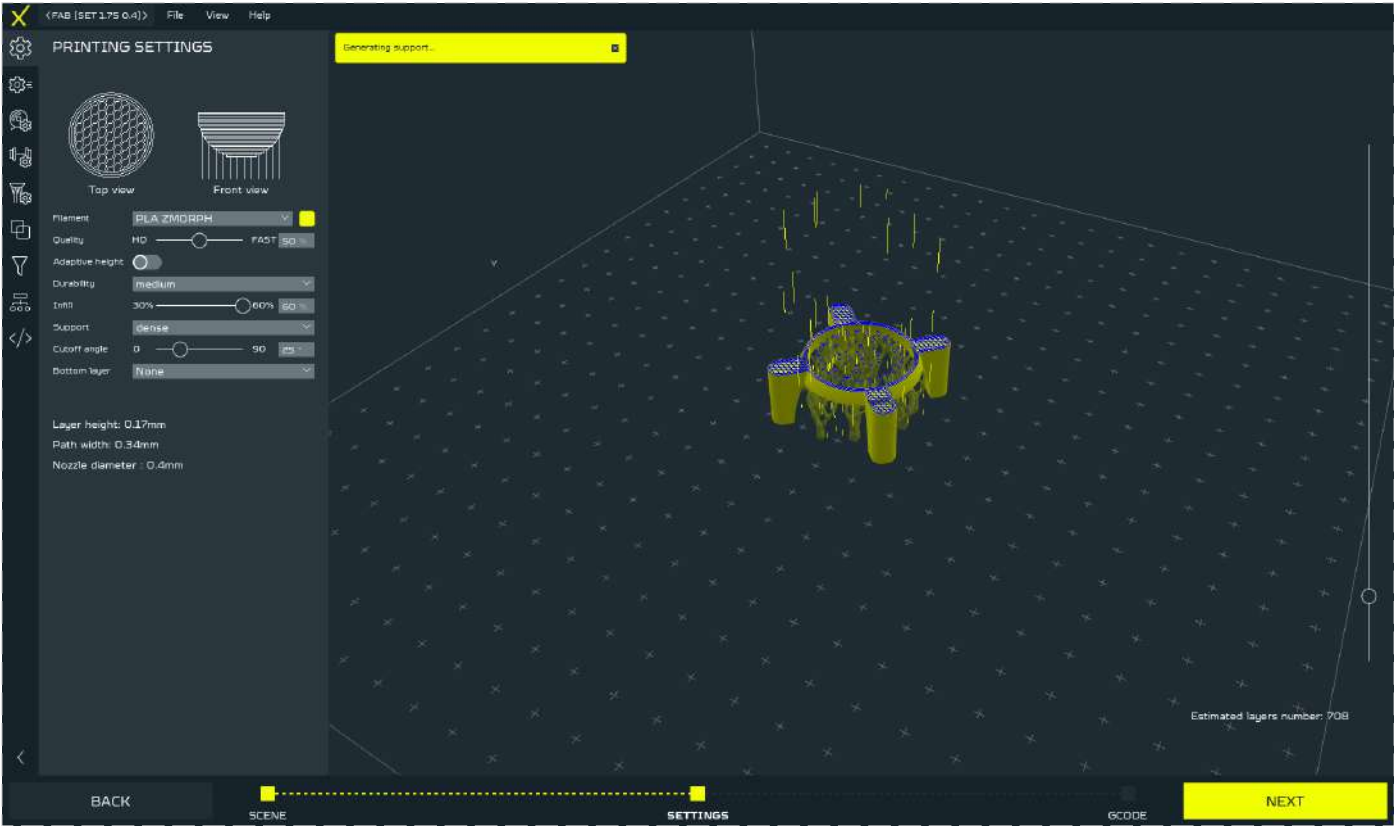 X
(FAB [SET 1.75 0.4]) File View Help
PRINTING SETTINGS
Generating support...
Top view Front view
Filament PLA ZMORPH
Quality HD FAST 50 %
Adaptive height
Durability medium
Infill 30% 60% 60 %
Support dense
Cutoff angle 0 90
Bottom layer None
Layer height: 0.17mm
Path width: 0.34mm
Nozzle diameter : 0.4mm
Estimated layers number: 708
BACK
SCENE
SETTINGS
GCODE
NEXT